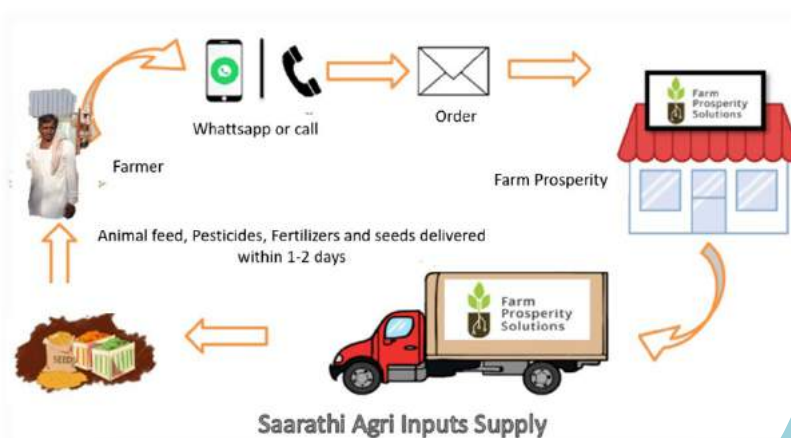 Whattsapp or call
Order
Farm
Prosperity
Solutions
Farmer
Farm Prosperity
Animal feed, Pesticides, Fertilizers and seeds delivered
within 1-2 days
SEED
Farm
Prosperity
Solutions
Saarathi Agri Inputs Supply